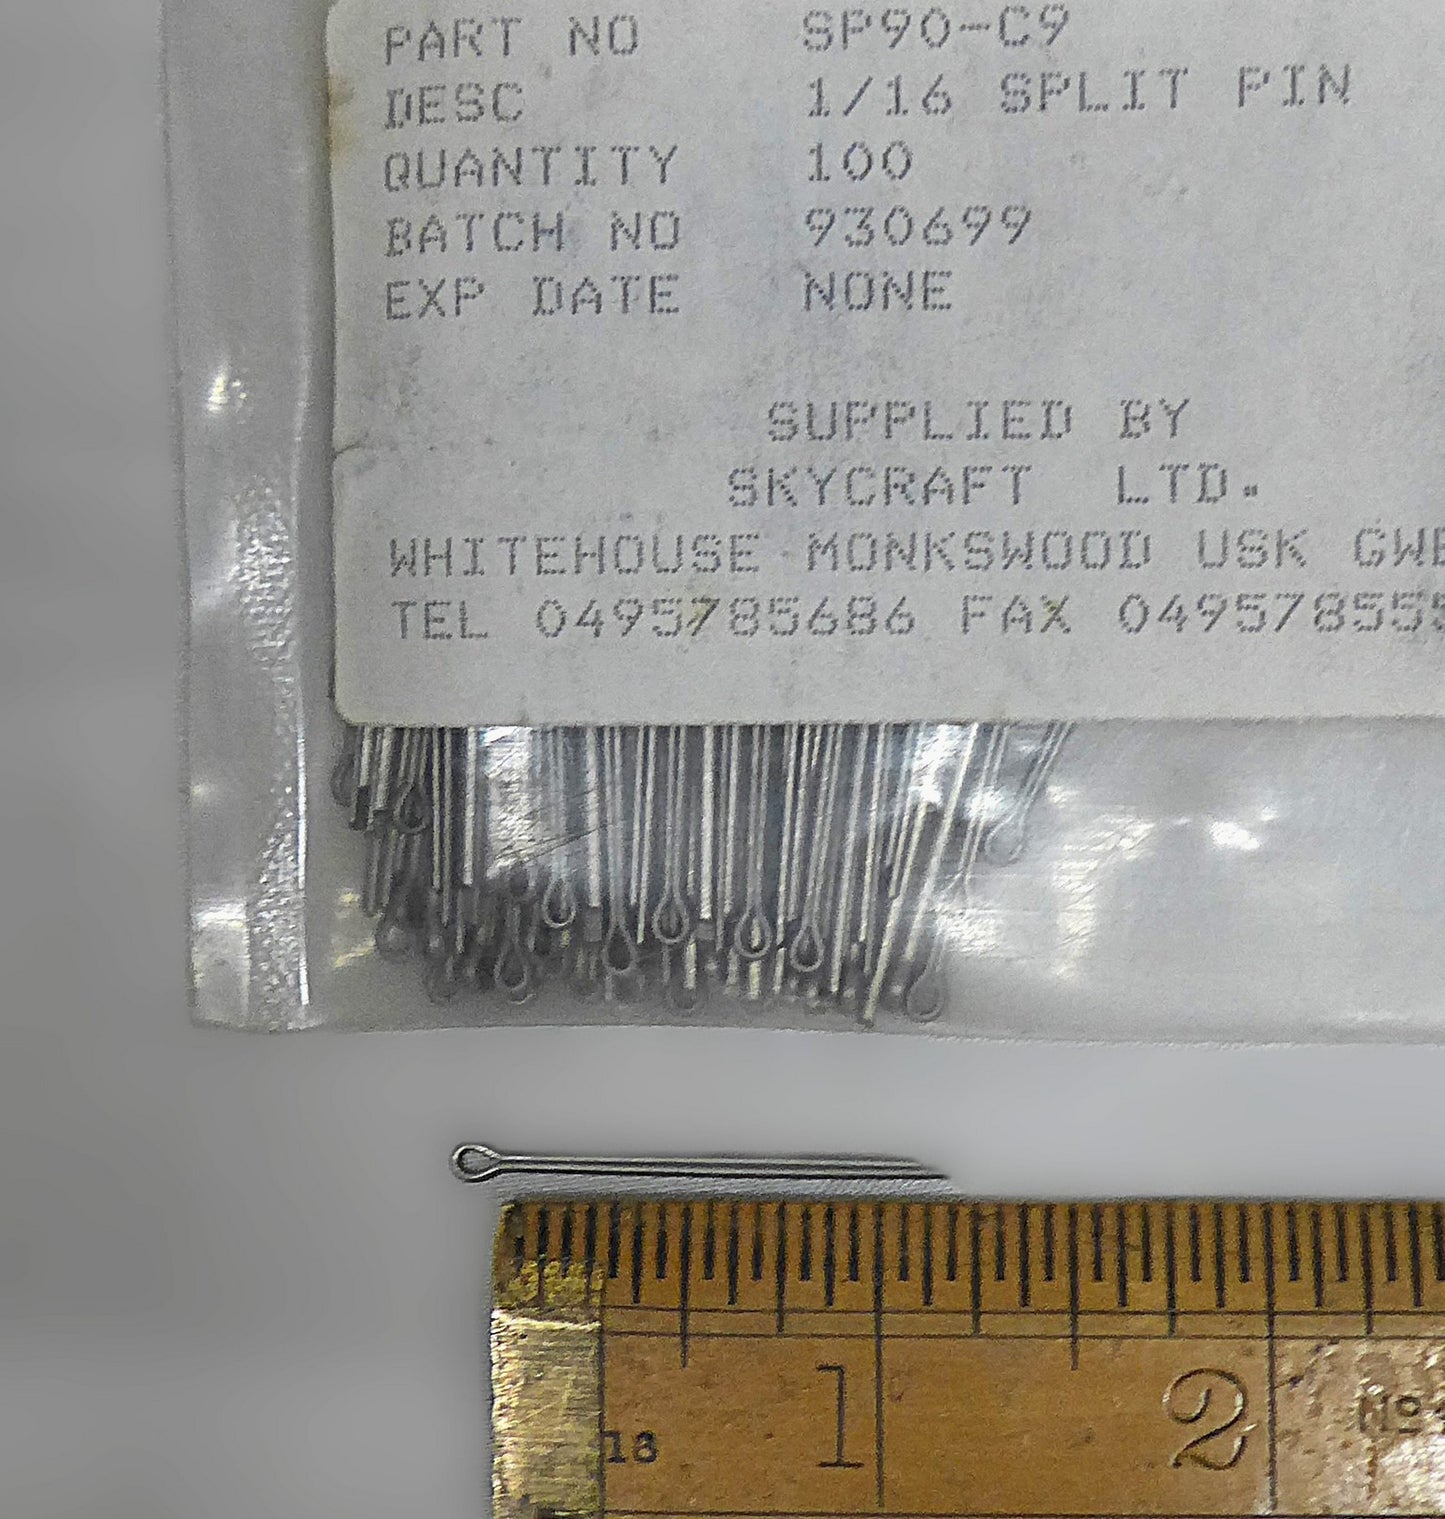 PART NO SP90-C9
DESC 1/16 SPLIT PIN
QUANTITY 100
BATCH NO 930699
EXP DATE NONE
SUPPLIED BY
SKYCRAFT LTD.
WHITEHOUSE MONKSWOOD USK
TEL 0495785686 FAX
1 2
16